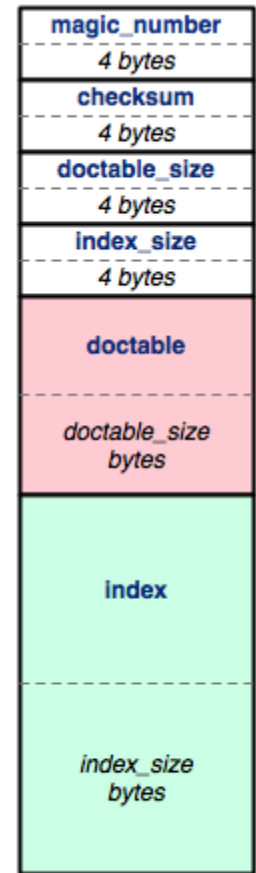 magic_number
4 bytes
checksum
4 bytes
doctable_size
4 bytes
index_size
4 bytes
doctable
doctable_size
bytes
index
index_size
bytes